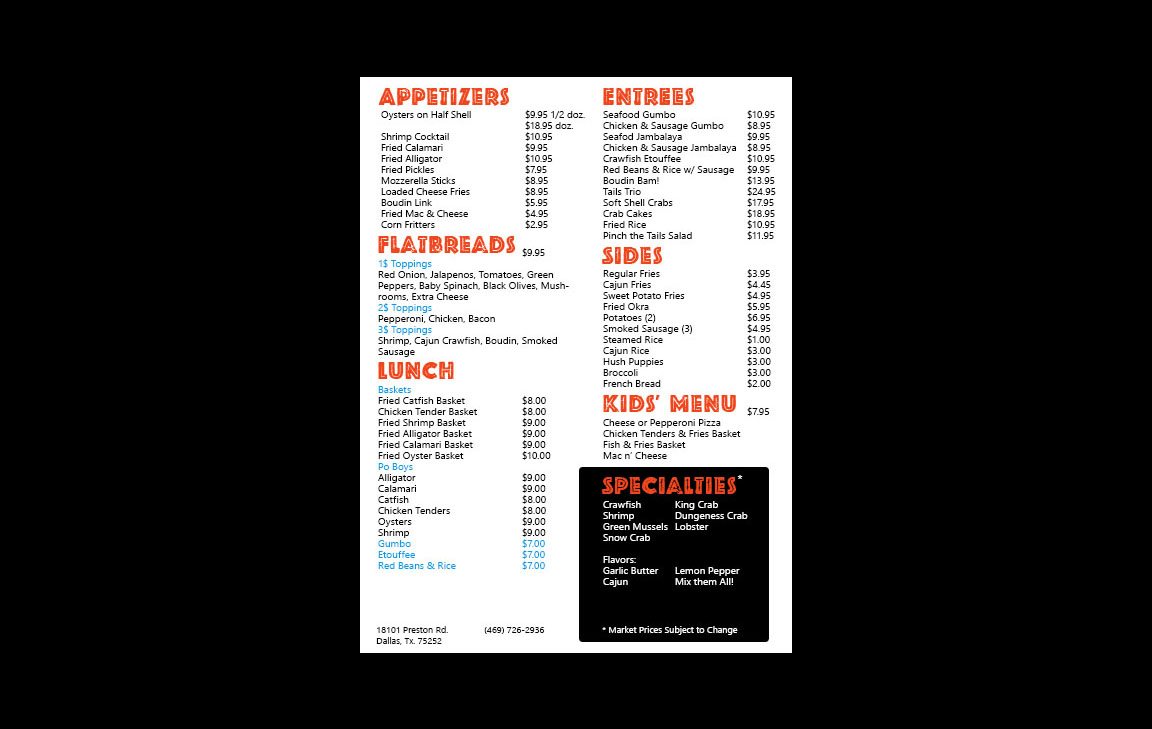 APPETIZERS
Oysters on Half Shell $9.95 1/2 doz.
$18.95 doz.
Shrimp Cocktail $10.95
Fried Calamari $9.95
Fried Alligator $10.95
Fried Pickles $7.95
Mozzerella Sticks $8.95
Loaded Cheese Fries $8.95
Boudin Link $5.95
Fried Mac & Cheese $4.95
Corn Fritters $2.95
FLATBREADS $9.95
1$ Toppings
Red Onion, Jalapenos, Tomatoes, Green
Peppers, Baby Spinach, Black Olives, Mush-
rooms, Extra Cheese
2$ Toppings
Pepperoni, Chicken, Bacon
3$ Toppings
Shrimp, Cajun Crawfish, Boudin, Smoked
Sausage
LUNCH
Baskets
Fried Catfish Basket $8.00
Chicken Tender Basket $8.00
Fried Shrimp Basket $9.00
Fried Alligator Basket $9.00
Fried Calamari Basket $9.00
Fried Oyster Basket $10.00
Po Boys
Alligator $9.00
Calamari $9.00
Catfish $8.00
Chicken Tenders $8.00
Oysters $9.00
Shrimp $9.00
Gumbo $7.00
Etouffee $7.00
Red Beans & Rice $7.00
18101 Preston Rd. (469) 726-2936
Dallas, Tx. 75252
ENTREES
Seafood Gumbo $10.95
Chicken & Sausage Gumbo $8.95
Seafod Jambalaya $9.95
Chicken & Sausage Jambalaya $8.95
Crawfish Etouffee $10.95
Red Beans & Rice w/ Sausage $9.95
Boudin Bam! $13.95
Tails Trio $24.95
Soft Shell Crabs $17.95
Crab Cakes $18.95
Fried Rice $10.95
Pinch the Tails Salad $11.95
SIDES
Regular Fries $3.95
Cajun Fries $4.45
Sweet Potato Fries $4.95
Fried Okra $5.95
Potatoes (2) $6.95
Smoked Sausage (3) $4.95
Steamed Rice $1.00
Cajun Rice $3.00
Hush Puppies $3.00
Broccoli $3.00
French Bread $2.00
KIDS' MENU $7.95
Cheese or Pepperoni Pizza
Chicken Tenders & Fries Basket
Fish & Fries Basket
Mac n' Cheese
SPECIALTIES*
Crawfish King Crab
Shrimp Dungeness Crab
Green Mussels Lobster
Snow Crab
Flavors:
Garlic Butter Lemon Pepper
Cajun Mix them All!
* Market Prices Subject to Change